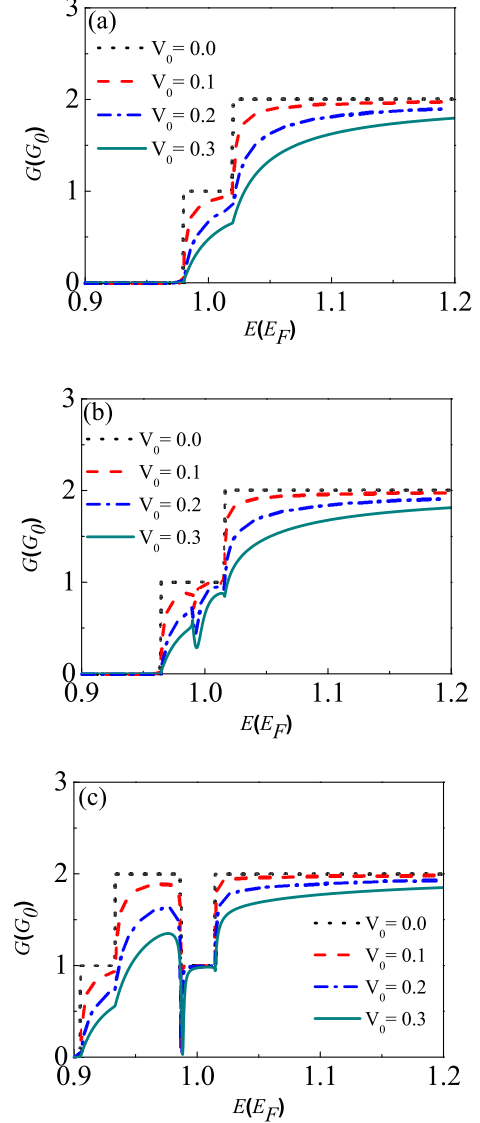 (a)
V₀= 0.0
V₀= 0.1
V₀= 0.2
V₀= 0.3
G(G₀)
3
2
1
0
0.9 1.0 1.1 1.2
E(E_F)
(b)
V₀= 0.0
V₀= 0.1
V₀= 0.2
V₀= 0.3
G(G₀)
3
2
1
0
0.9 1.0 1.1 1.2
E(E_F)
(c)
G(G₀)
3
2
1
0
V₀= 0.0
V₀= 0.1
V₀= 0.2
V₀= 0.3
0.9 1.0 1.1 1.2
E(E_F)